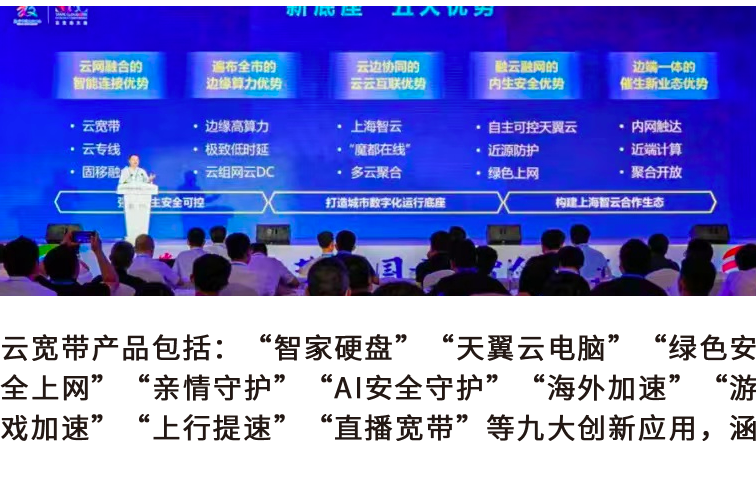 新底座 五大优势
云网融合的 遍布全市的 云边协同的 融云融网的 边端一体的
智能连接优势 边缘算力优势 云云互联优势 内生安全优势 催生新业态优势
·云宽带 ·边缘高算力 ·上海智云 ·自主可控天翼云 ·内网触达
·云专线 ·极致低时延 ·“魔都在线” ·近源防护 ·近端计算
·固移融 ·云组网云DC ·多云聚合 ·绿色上网 ·聚合开放
生安全可控 打造城市数字化运行底座 构建上海智云合作生态
云宽带产品包括：“智家硬盘”“天翼云电脑”“绿色安
全上网”“亲情守护”“AI安全守护”“海外加速”“游
戏加速”“上行提速”“直播宽带”等九大创新应用，涵